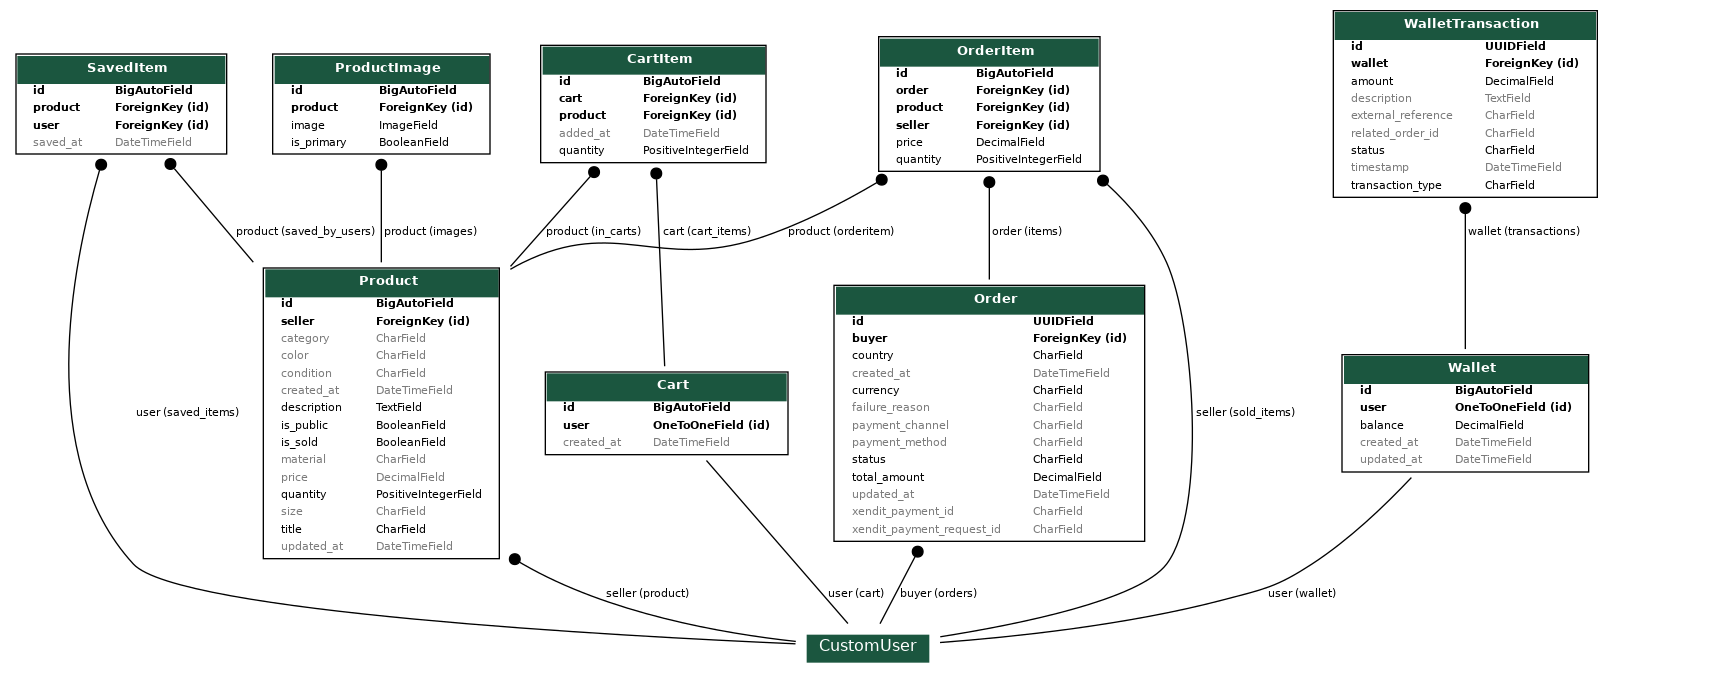 SavedItem
id BigAutoField
product ForeignKey (id)
user ForeignKey (id)
saved_at DateTimeField
ProductImage
id BigAutoField
product ForeignKey (id)
image ImageField
is_primary BooleanField
CartItem
id BigAutoField
cart ForeignKey (id)
product ForeignKey (id)
added_at DateTimeField
quantity PositiveIntegerField
OrderItem
id BigAutoField
order ForeignKey (id)
product ForeignKey (id)
seller ForeignKey (id)
price DecimalField
quantity PositiveIntegerField
WalletTransaction
id UUIDField
wallet ForeignKey (id)
amount DecimalField
description TextField
external_reference CharField
related_order_id CharField
status CharField
timestamp DateTimeField
transaction_type CharField
product (saved_by_users)
product (images)
product (in_carts)
cart (cart_items)
product (orderitem)
order (items)
wallet (transactions)
Product
id BigAutoField
seller ForeignKey (id)
category CharField
color CharField
condition CharField
created_at DateTimeField
description TextField
is_public BooleanField
is_sold BooleanField
material CharField
price DecimalField
quantity PositiveIntegerField
size CharField
title CharField
updated_at DateTimeField
Cart
id BigAutoField
user OneToOneField (id)
created_at DateTimeField
Order
id UUIDField
buyer ForeignKey (id)
country CharField
created_at DateTimeField
currency CharField
failure_reason CharField
payment_channel CharField
payment_method CharField
status CharField
total_amount DecimalField
updated_at DateTimeField
xendit_payment_id CharField
xendit_payment_request_id CharField
Wallet
id BigAutoField
user OneToOneField (id)
balance DecimalField
created_at DateTimeField
updated_at DateTimeField
user (saved_items)
seller (sold_items)
seller (product)
user (cart)
buyer (orders)
user (wallet)
CustomUser